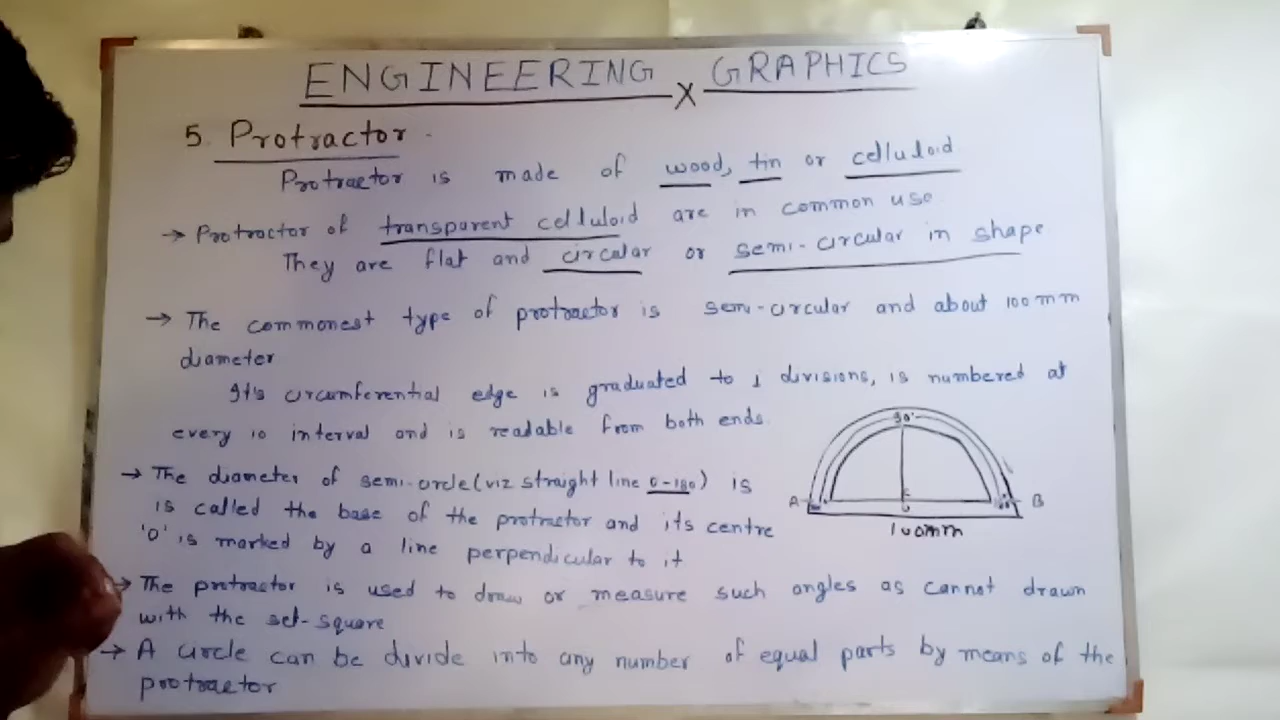 ENGINEERING x GRAPHICS
5. Protractor.
Protractor is made of wood, tin or celluloid
→ Protractor of transparent celluloid are in common use
They are flat and circular or semi-circular in shape
→ The commonest type of protractor is semi-circular and about 100mm
diameter
It's circumferential edge is graduated to 1 divisions, is numbered at
every 10 interval and is readable from both ends.
→ The diameter of semi-circle (viz straight line 0-180) is
is called the base of the protractor and its centre
'O' is marked by a line perpendicular to it
→ The protractor is used to draw or measure such angles as cannot drawn
with the set-square
→ A circle can be divide into any number of equal parts by means of the
protractor
90°
A
B
100mm